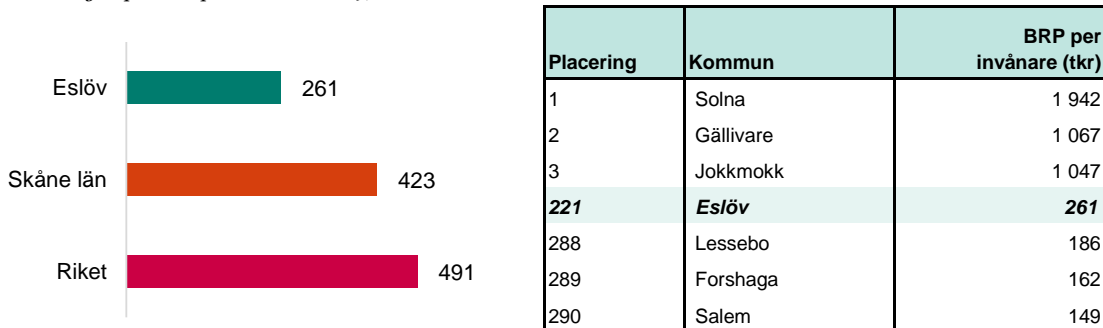 Eslöv 261
Skåne län 423
Riket 491
Placering Kommun BRP per invånare (tkr)
1 Solna 1 942
2 Gällivare 1 067
3 Jokkmokk 1 047
221 Eslöv 261
288 Lessebo 186
289 Forshaga 162
290 Salem 149